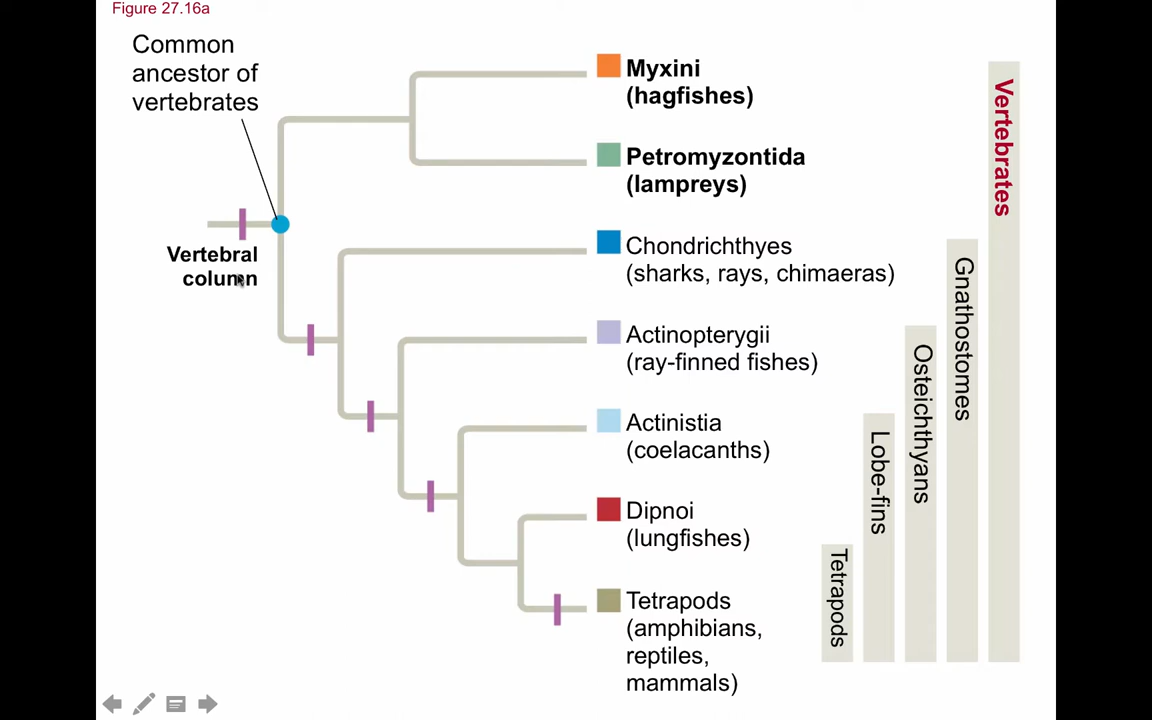 Figure 27.16a
Common
ancestor of
vertebrates
Vertebral
column
Myxini
(hagfishes)
Petromyzontida
(lampreys)
Chondrichthyes
(sharks, rays, chimaeras)
Actinopterygii
(ray-finned fishes)
Actinistia
(coelacanths)
Dipnoi
(lungfishes)
Tetrapods
(amphibians,
reptiles,
mammals)
Tetrapods
Lobe-fins
Osteichthyans
Gnathostomes
Vertebrates